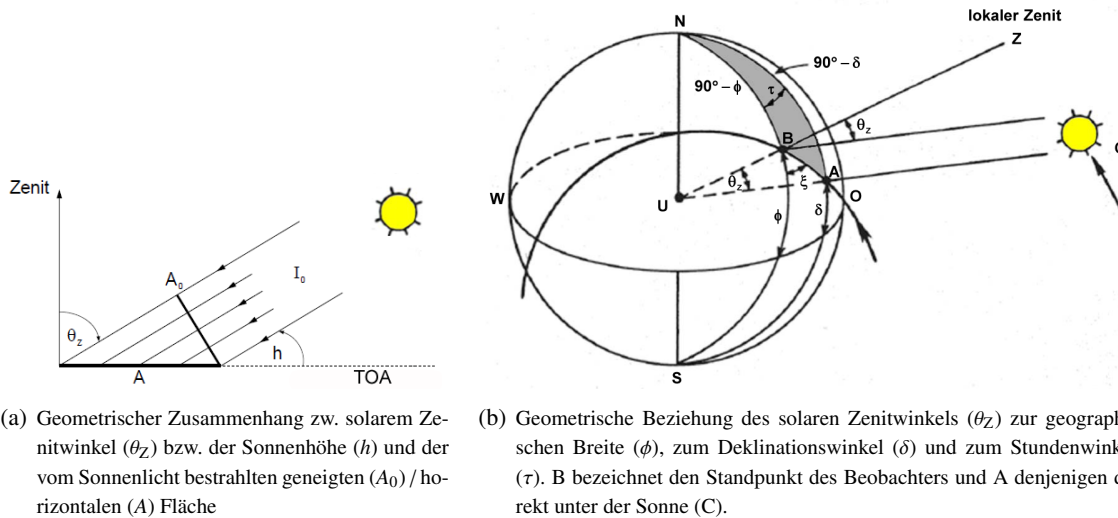 Zenit
A₀
I₀
θz
h
A
TOA
(a) Geometrischer Zusammenhang zw. solarem Ze-
nitwinkel (θZ) bzw. der Sonnenhöhe (h) und der
vom Sonnenlicht bestrahlten geneigten (A0) / ho-
rizontalen (A) Fläche
lokaler Zenit
N
Z
90° – δ
90° – ϕ
τ
B
θz
A
ξ
θz
W
U
O
ϕ
δ
S
(b) Geometrische Beziehung des solaren Zenitwinkels (θZ) zur geograph
schen Breite (ϕ), zum Deklinationswinkel (δ) und zum Stundenwink
(τ). B bezeichnet den Standpunkt des Beobachters und A denjenigen d
rekt unter der Sonne (C).